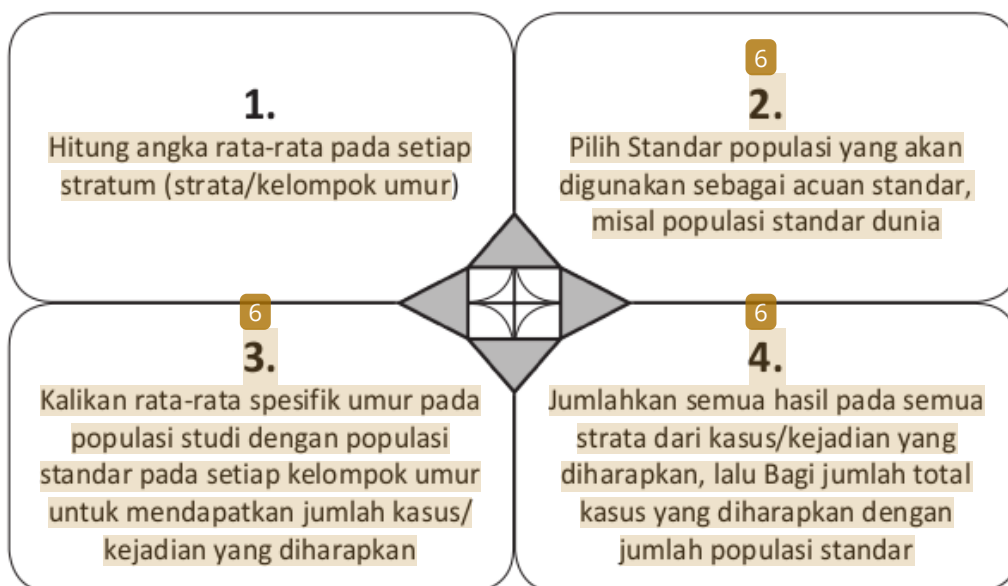 1.
Hitung angka rata-rata pada setiap
stratum (strata/kelompok umur)
6
2.
Pilih Standar populasi yang akan
digunakan sebagai acuan standar,
misal populasi standar dunia
6
3.
Kalikan rata-rata spesifik umur pada
populasi studi dengan populasi
standar pada setiap kelompok umur
untuk mendapatkan jumlah kasus/
kejadian yang diharapkan
6
4.
Jumlahkan semua hasil pada semua
strata dari kasus/kejadian yang
diharapkan, lalu Bagi jumlah total
kasus yang diharapkan dengan
jumlah populasi standar